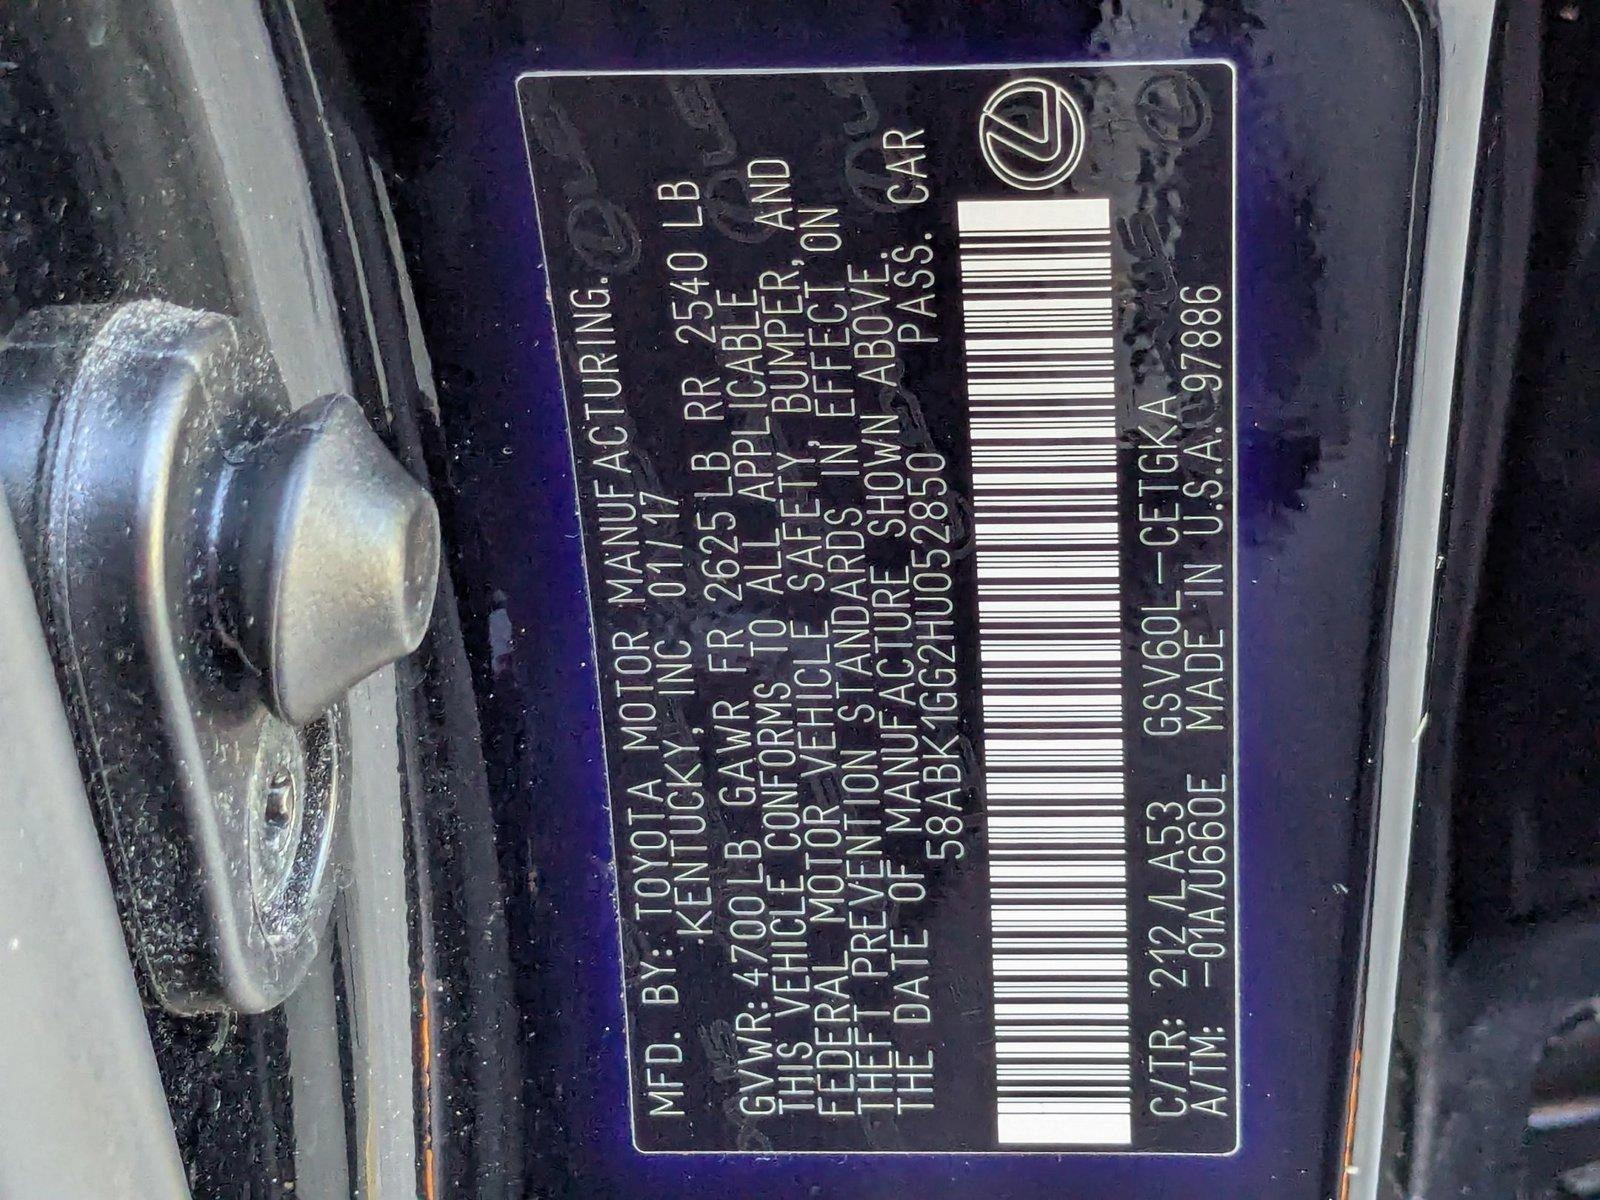 MFD. BY: TOYOTA MOTOR MANUFACTURING.
KENTUCKY, INC 01/17
GVWR: 4700LB GAWR FR 2625LB RR 2540 LB
THIS VEHICLE CONFORMS TO ALL APPLICABLE
FEDERAL MOTOR VEHICLE SAFETY, BUMPER, AND
THEFT PREVENTION STANDARDS IN EFFECT ON
THE DATE OF MANUFACTURE SHOWN ABOVE.
58ABK1GG2HU052850 PASS. CAR
C/TR: 212 /LA53 GSV60L-CETGKA
A/TM: -01A/U660E MADE IN U.S.A. 97886